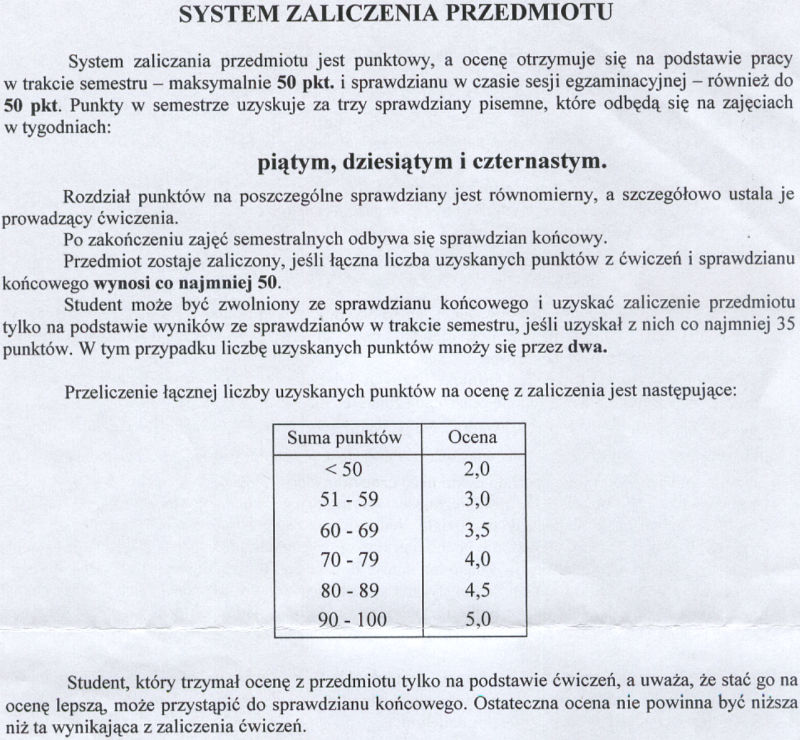 SYSTEM ZALICZENIA PRZEDMIOTU
System zaliczania przedmiotu jest punktowy, a ocenę otrzymuje się na podstawie pracy
w trakcie semestru – maksymalnie 50 pkt. i sprawdzianu w czasie sesji egzaminacyjnej – również do
50 pkt. Punkty w semestrze uzyskuje za trzy sprawdziany pisemne, które odbędą się na zajęciach
w tygodniach:
piątym, dziesiątym i czternastym.
Rozdział punktów na poszczególne sprawdziany jest równomierny, a szczegółowo ustala je
prowadzący ćwiczenia.
Po zakończeniu zajęć semestralnych odbywa się sprawdzian końcowy.
Przedmiot zostaje zaliczony, jeśli łączna liczba uzyskanych punktów z ćwiczeń i sprawdzianu
końcowego wynosi co najmniej 50.
Student może być zwolniony ze sprawdzianu końcowego i uzyskać zaliczenie przedmiotu
tylko na podstawie wyników ze sprawdzianów w trakcie semestru, jeśli uzyskał z nich co najmniej 35
punktów. W tym przypadku liczbę uzyskanych punktów mnoży się przez dwa.
Przeliczenie łącznej liczby uzyskanych punktów na ocenę z zaliczenia jest następujące:
Suma punktów Ocena
< 50 2,0
51 - 59 3,0
60 - 69 3,5
70 - 79 4,0
80 - 89 4,5
90 - 100 5,0
Student, który trzymał ocenę z przedmiotu tylko na podstawie ćwiczeń, a uważa, że stać go na
ocenę lepszą, może przystąpić do sprawdzianu końcowego. Ostateczna ocena nie powinna być niższa
niż ta wynikająca z zaliczenia ćwiczeń.